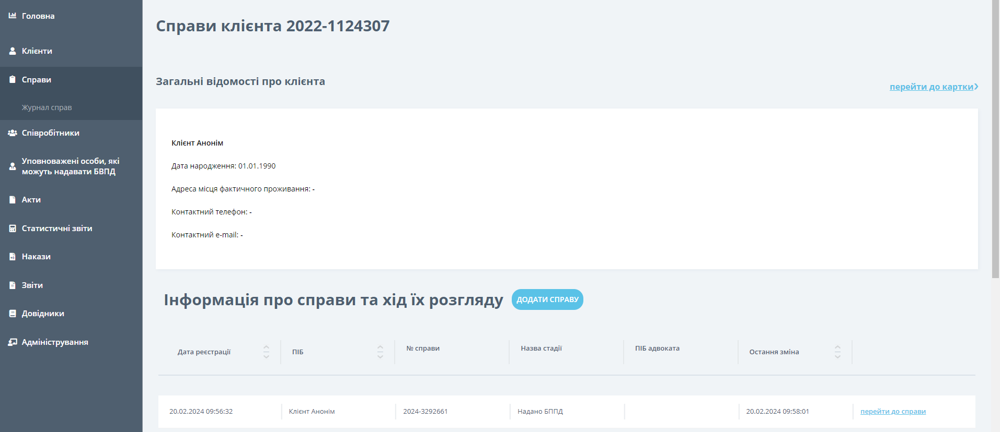 Головна
Клієнти
Справи
Журнал справ
Співробітники
Уповноважені особи, які
можуть надавати БВПД
Акти
Статистичні звіти
Накази
Звіти
Довідники
Адміністрування
Справи клієнта 2022-1124307
Загальні відомості про клієнта
перейти до картки
Клієнт Анонім
Дата народження: 01.01.1990
Адреса місця фактичного проживання: -
Контактний телефон: -
Контактний e-mail: -
Інформація про справи та хід їх розгляду
ДОДАТИ СПРАВУ
Дата реєстрації ПІБ № справи Назва стадії ПІБ адвоката Остання зміна
20.02.2024 09:56:32 Клієнт Анонім 2024-3292661 Надано БППД 20.02.2024 09:58:01 перейти до справи